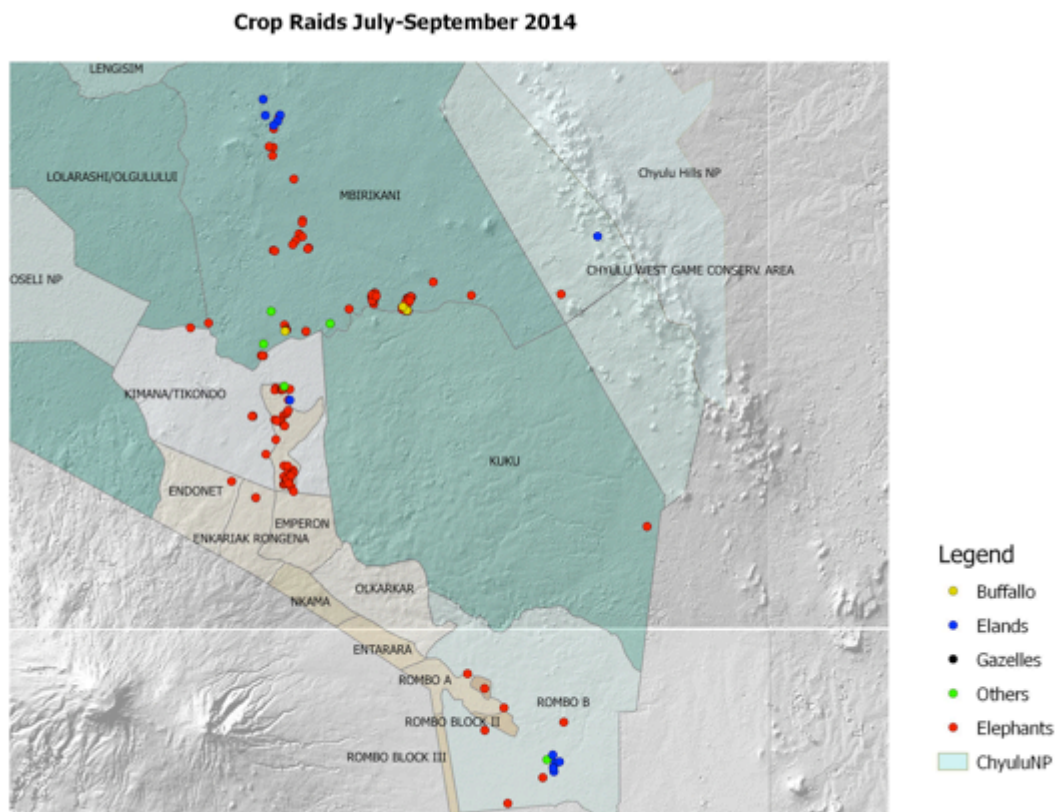 Crop Raids July-September 2014
LENGISIM
LOLARASHI/OLGULULUI
MBIRIKANI
Chyulu Hills NP
OSELI NP
CHYULU WEST GAME CONSERV. AREA
KIMANA/TIKONDO
KUKU
ENDONET
EMPERON
ENKARIAK RONGENA
OLKARKAR
NKAMA
ENTARARA
ROMBO A
ROMBO B
ROMBO BLOCK II
ROMBO BLOCK III
Legend
Buffallo
Elands
Gazelles
Others
Elephants
ChyuluNP